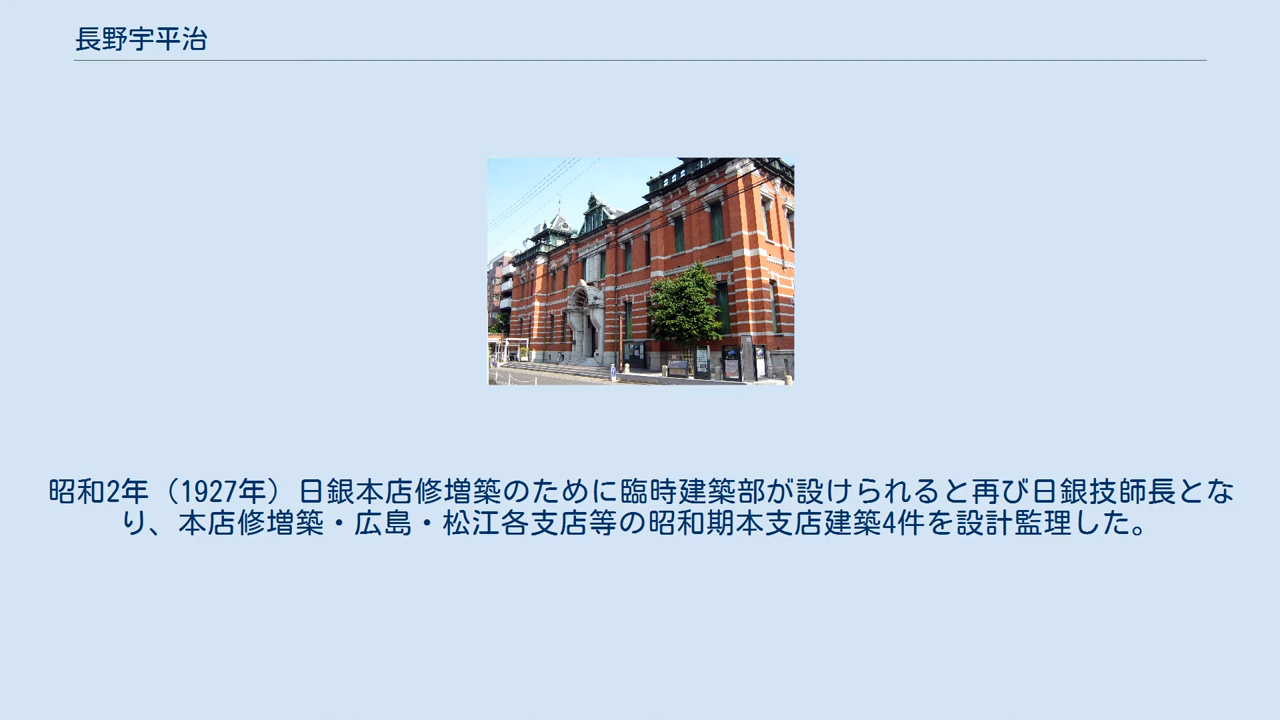 長野宇平治
昭和2年（1927年）日銀本店修増築のために臨時建築部が設けられると再び日銀技師長とな
り、本店修増築・広島・松江各支店等の昭和期本支店建築4件を設計監理した。